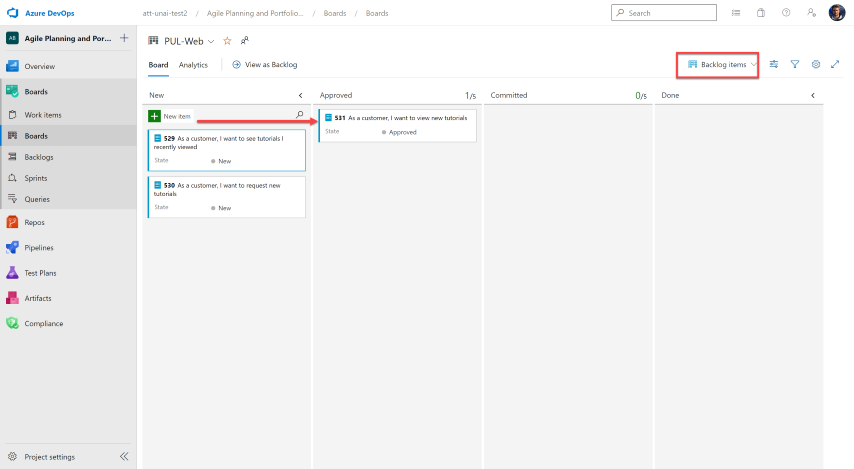 Azure DevOps
att-unai-test2 / Agile Planning and Portfolio... / Boards / Boards
Search
AB Agile Planning and Por...
PUL-Web
Overview
Board Analytics View as Backlog
Backlog items
Boards
Work items
Boards
Backlogs
Sprints
Queries
Repos
Pipelines
Test Plans
Artifacts
Compliance
Project settings
New
New item
529 As a customer, I want to see tutorials I
recently viewed
State New
530 As a customer, I want to request new
tutorials
State New
Approved 1/5
531 As a customer, I want to view new tutorials
State Approved
Committed 0/5
Done